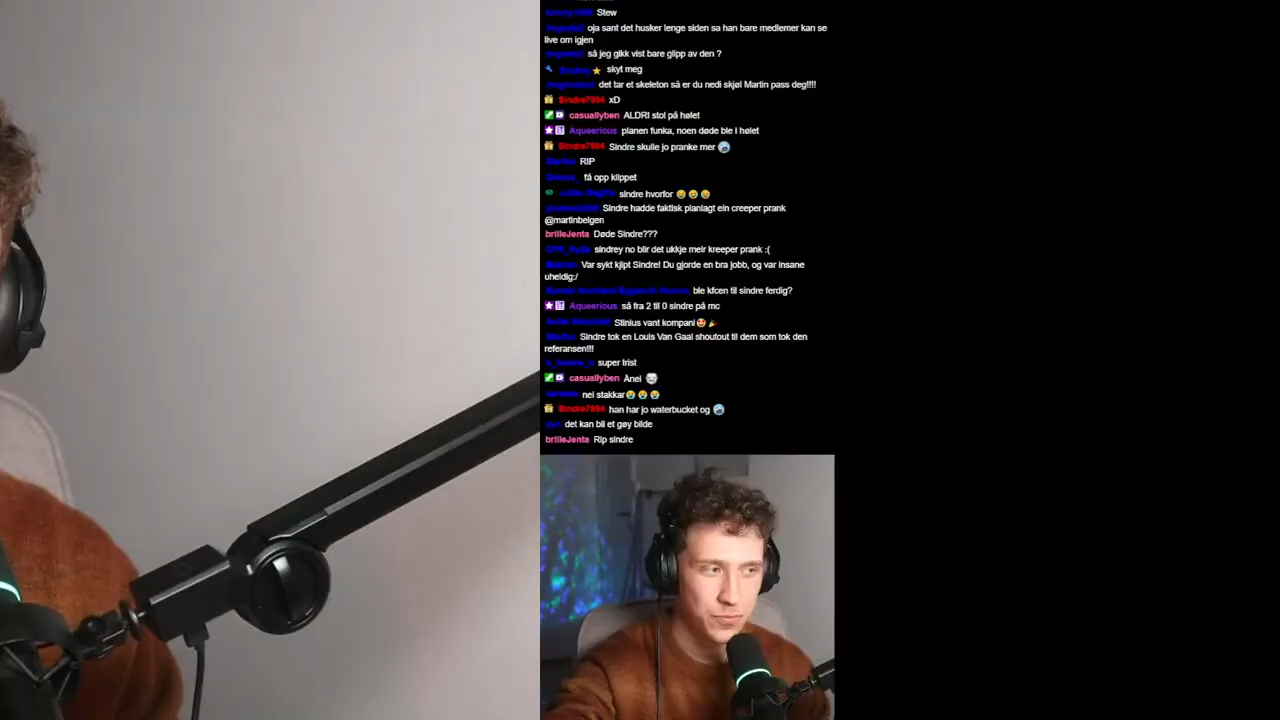 Stew
oja sant det husker lenge siden sa han bare medlemer kan se
live om igjen
så jeg gikk vist bare glipp av den ?
skyt meg
det tar et skeleton så er du nedi skjøl Martin pass deg!!!!
Sindre7994 xD
casuallyben ALDRI stol på hølet
Aqueerious planen funka, noen døde ble i hølet
Sindre7994 Sindre skulle jo pranke mer
RIP
få opp klippet
sindre hvorfor
Sindre hadde faktisk planlagt ein creeper prank
@martinbelgen
brilleJenta Døde Sindre???
sindrey no blir det ukkje meir kreeper prank :(
Var sykt kjipt Sindre! Du gjorde en bra jobb, og var insane
uheldig:/
ble kfcen til sindre ferdig?
Aqueerious så fra 2 til 0 sindre på mc
Stinius vant kompani
Sindre tok en Louis Van Gaal shoutout til dem som tok den
referansen!!!
super trist
casuallyben Ånei
nei stakkar
Sindre7994 han har jo waterbucket og
det kan bli et gøy bilde
brilleJenta Rip sindre